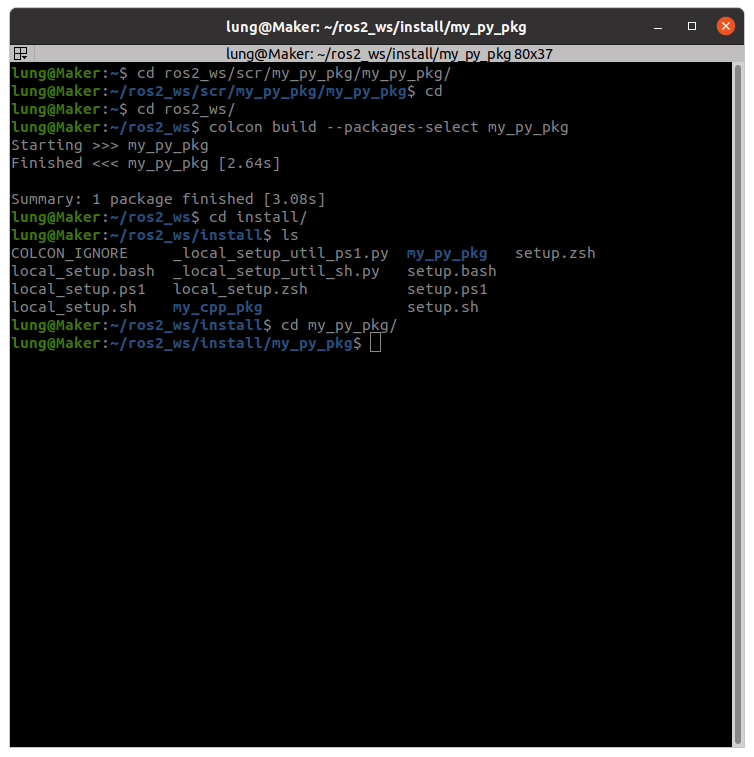 lung@Maker: ~/ros2_ws/install/my_py_pkg
lung@Maker: ~/ros2_ws/install/my_py_pkg 80x37
lung@Maker:~$ cd ros2_ws/scr/my_py_pkg/my_py_pkg/
lung@Maker:~/ros2_ws/scr/my_py_pkg/my_py_pkg$ cd
lung@Maker:~$ cd ros2_ws/
lung@Maker:~/ros2_ws$ colcon build --packages-select my_py_pkg
Starting >>> my_py_pkg
Finished <<< my_py_pkg [2.64s]
Summary: 1 package finished [3.08s]
lung@Maker:~/ros2_ws$ cd install/
lung@Maker:~/ros2_ws/install$ ls
COLCON_IGNORE     _local_setup_util_ps1.py  my_py_pkg   setup.zsh
local_setup.bash  _local_setup_util_sh.py   setup.bash
local_setup.ps1   local_setup.zsh           setup.ps1
local_setup.sh    my_cpp_pkg                setup.sh
lung@Maker:~/ros2_ws/install$ cd my_py_pkg/
lung@Maker:~/ros2_ws/install/my_py_pkg$